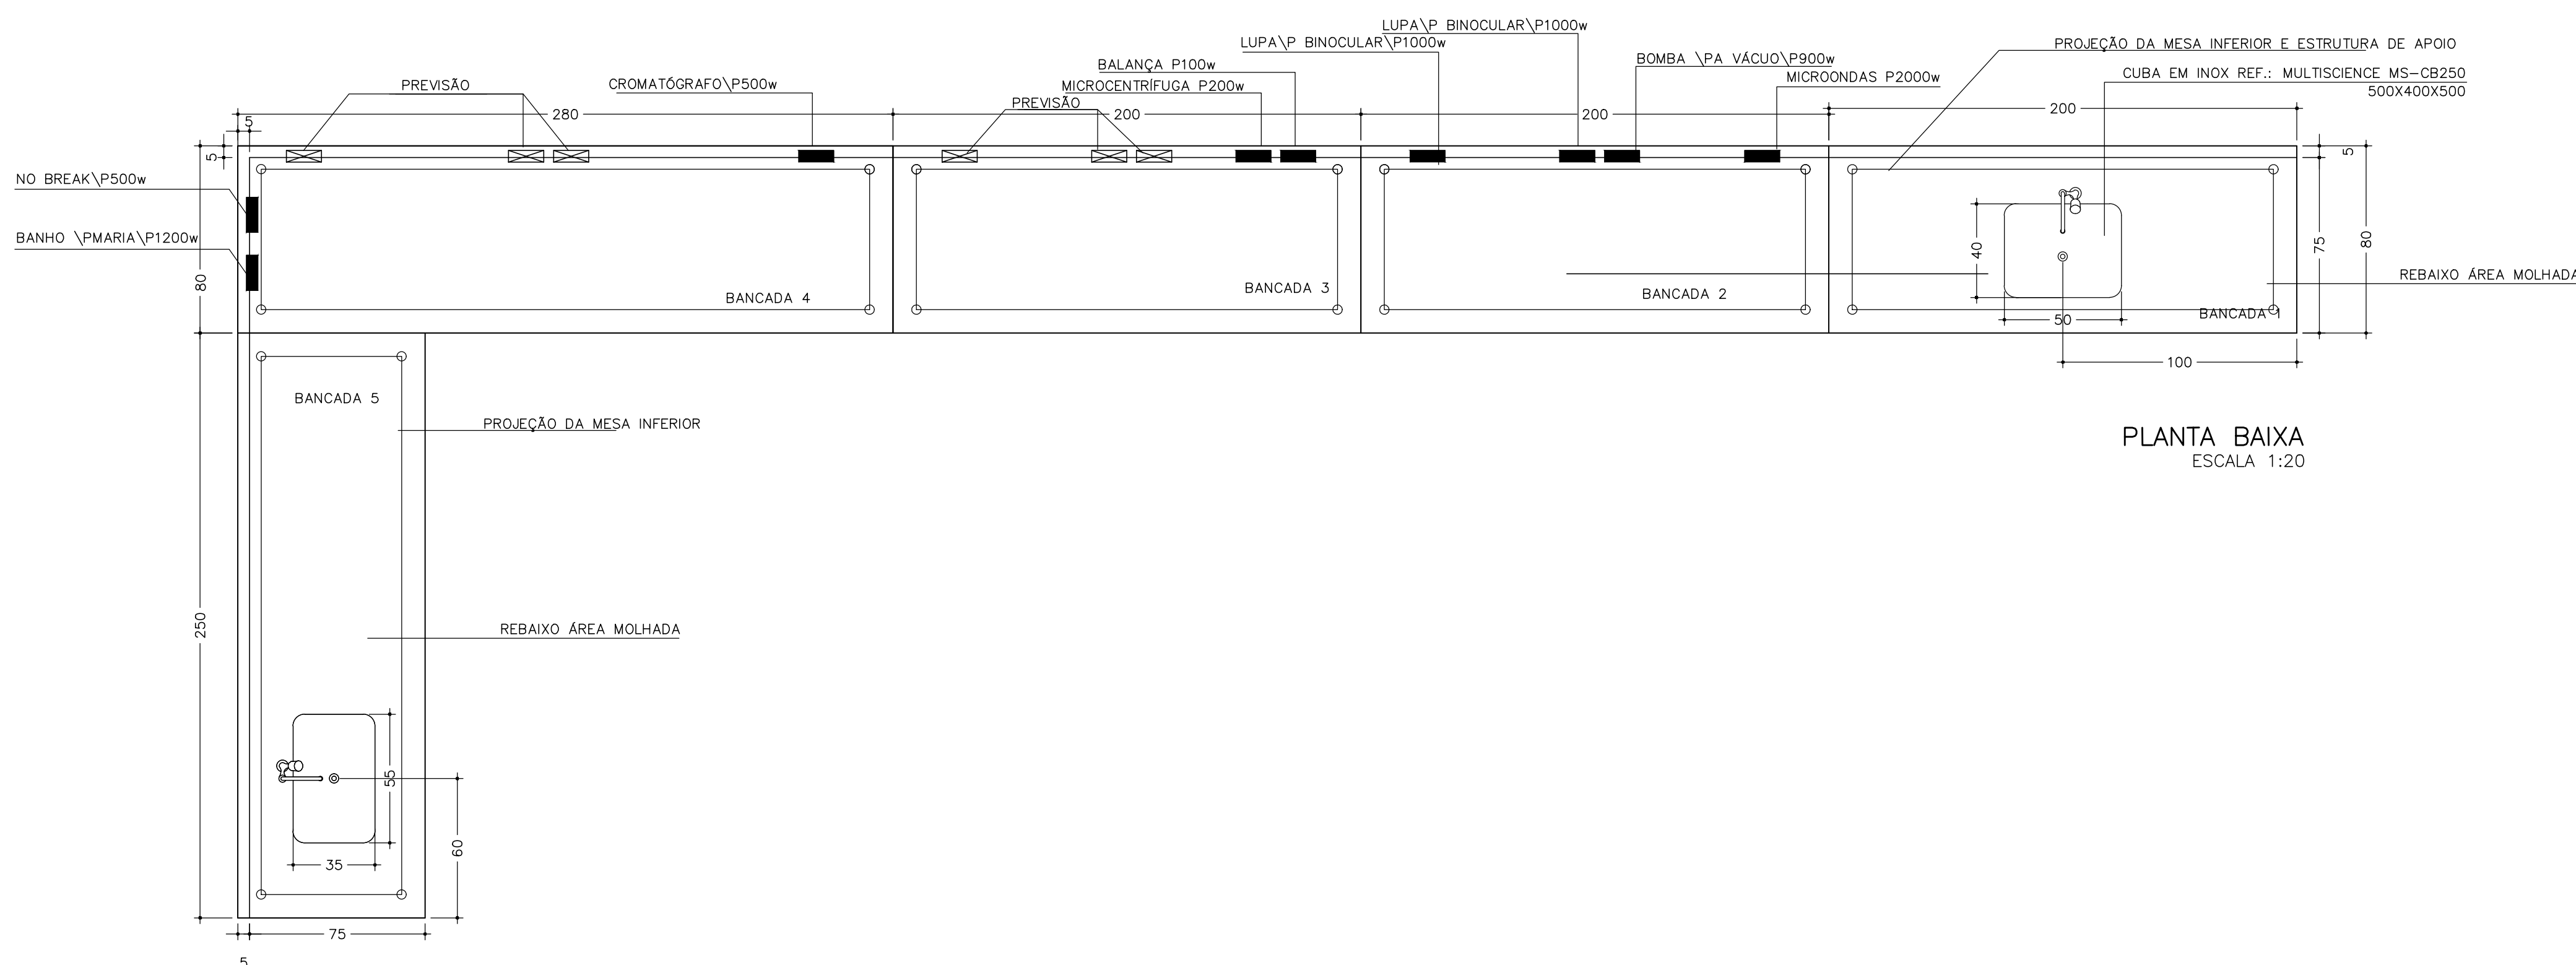 LUPA\P BINOCULAR\P1000w
LUPA\P BINOCULAR\P1000w
PROJEÇÃO DA MESA INFERIOR E ESTRUTURA DE APOIO
BOMBA \PA VÁCUO\P900w
BALANÇA P100w
CUBA EM INOX REF.: MULTISCIENCE MS-CB250
500X400X500
MICROONDAS P2000w
PREVISÃO
CROMATÓGRAFO\P500w
MICROCENTRÍFUGA P200w
PREVISÃO
280
200
200
200
5
5
5
NO BREAK\P500w
BANHO \PMARIA\P1200w
80
40
75
80
REBAIXO ÁREA MOLHADA
BANCADA 4
BANCADA 3
BANCADA 2
BANCADA 1
50
100
BANCADA 5
PROJEÇÃO DA MESA INFERIOR
PLANTA BAIXA
ESCALA 1:20
250
REBAIXO ÁREA MOLHADA
55
60
35
75
5